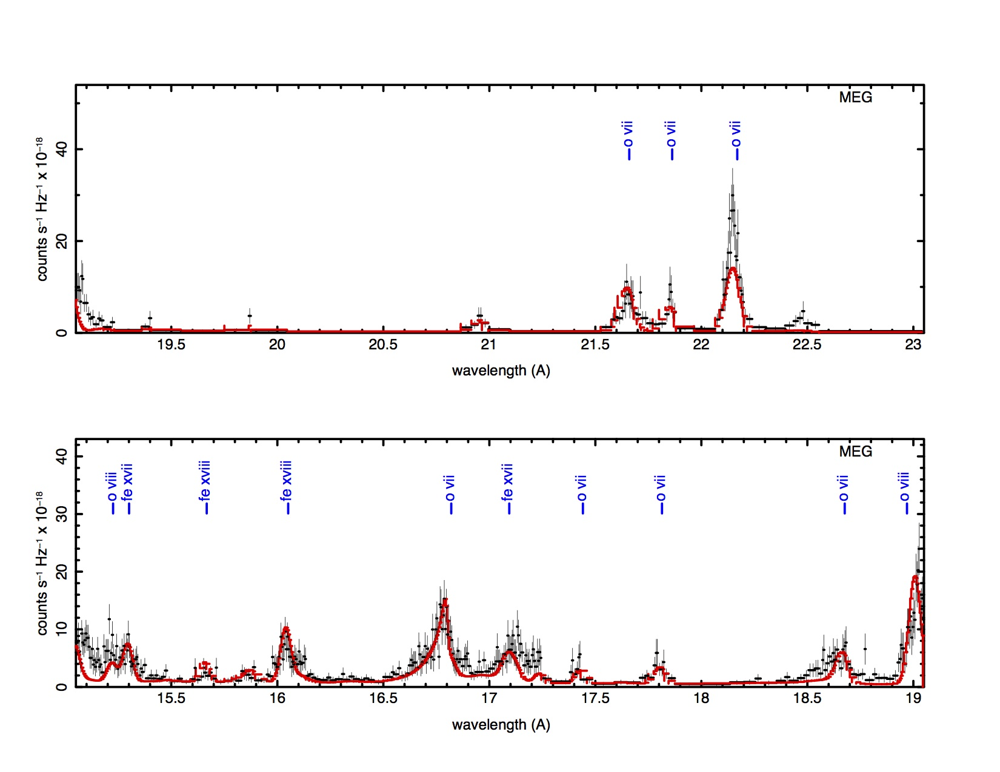 MEG
o vii
o vii
o vii
counts s⁻¹ Hz⁻¹ x 10⁻¹⁸
40
20
0
19.5 20 20.5 21 21.5 22 22.5 23
wavelength (A)
MEG
o viii
fe xvii
fe xviii
fe xviii
o vii
fe xvii
o vii
o vii
o vii
o viii
counts s⁻¹ Hz⁻¹ x 10⁻¹⁸
40
30
20
10
0
15.5 16 16.5 17 17.5 18 18.5 19
wavelength (A)